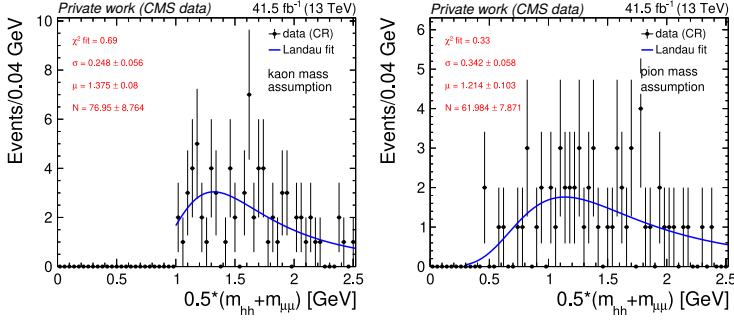 Private work (CMS data) 41.5 fb⁻¹ (13 TeV)
Events/0.04 GeV
10
8
6
4
2
0
χ² fit = 0.69
σ = 0.248 ± 0.056
μ = 1.375 ± 0.08
N = 76.95 ± 8.764
data (CR)
Landau fit
kaon mass
assumption
0 0.5 1 1.5 2 2.5
0.5*(m_hh+m_μμ) [GeV]
Private work (CMS data) 41.5 fb⁻¹ (13 TeV)
Events/0.04 GeV
6
5
4
3
2
1
0
χ² fit = 0.33
σ = 0.342 ± 0.058
μ = 1.214 ± 0.103
N = 61.984 ± 7.871
data (CR)
Landau fit
pion mass
assumption
0 0.5 1 1.5 2 2.5
0.5*(m_hh+m_μμ) [GeV]